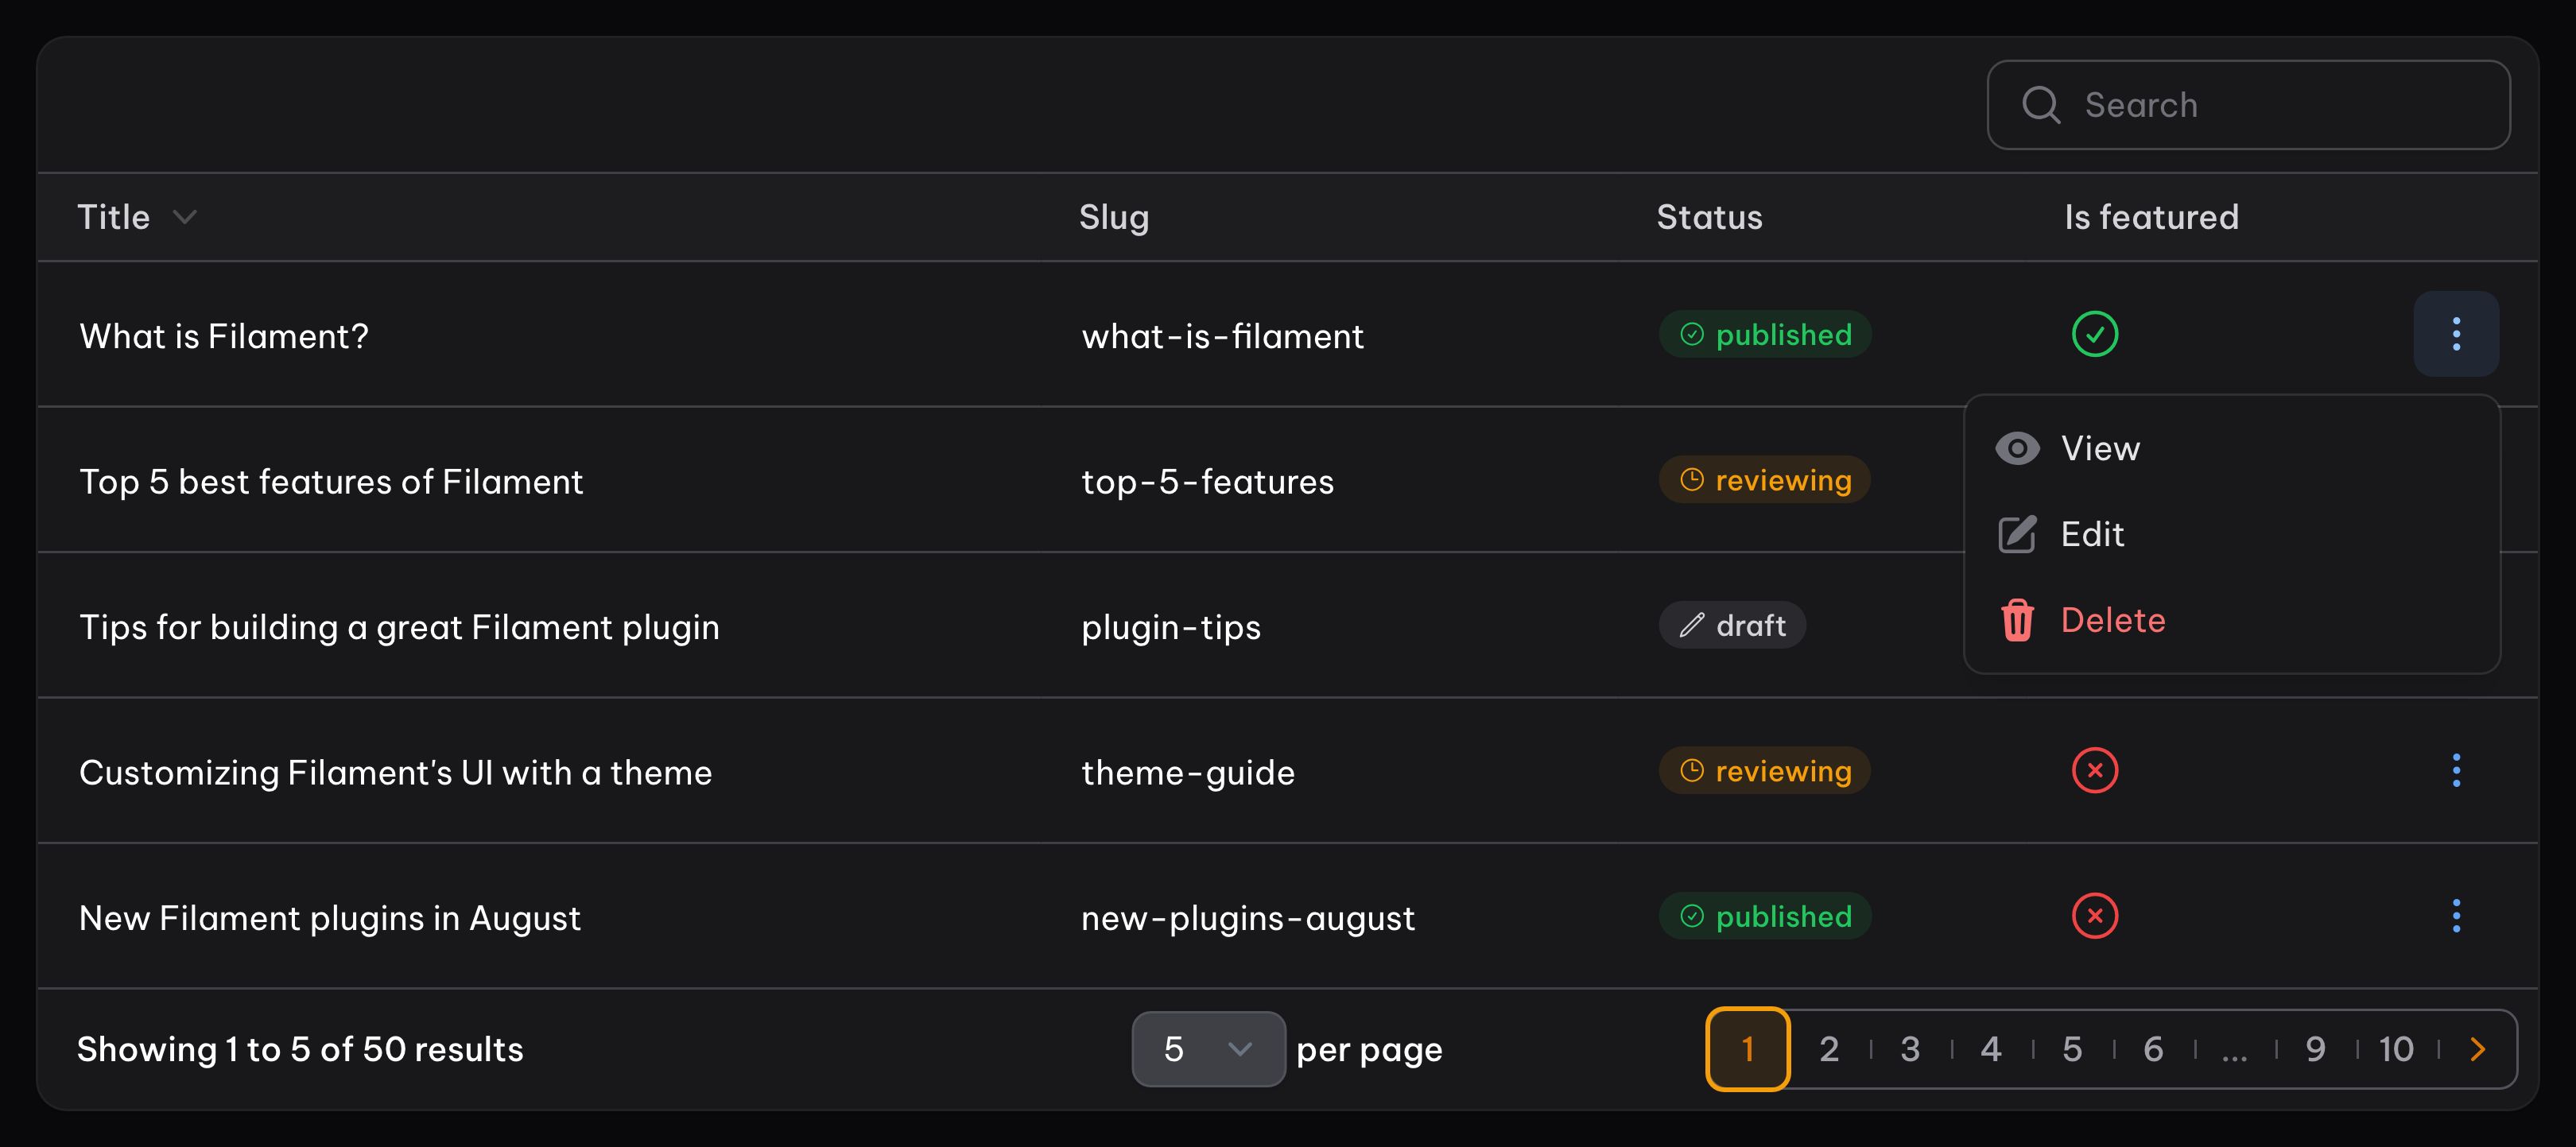 Search
Title Slug Status Is featured
What is Filament? what-is-filament published
Top 5 best features of Filament top-5-features reviewing
View
Edit
Tips for building a great Filament plugin plugin-tips draft
Delete
Customizing Filament's UI with a theme theme-guide reviewing
New Filament plugins in August new-plugins-august published
Showing 1 to 5 of 50 results 5 per page 1 2 3 4 5 6 ... 9 10